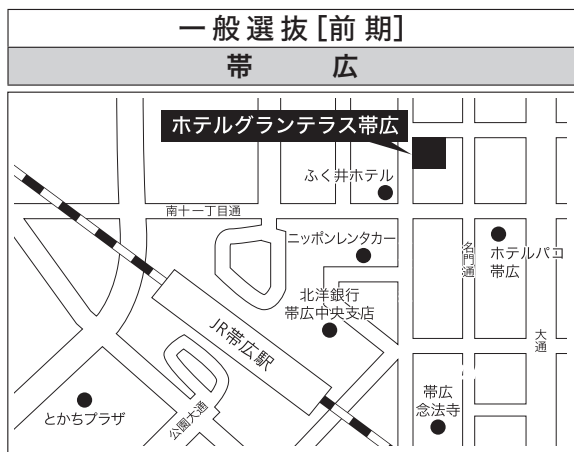 一般選抜[前期]
帯 広
ホテルグランテラス帯広
ふく井ホテル
南十一丁目通
ニッポンレンタカー
名門通
ホテルパコ
帯広
北洋銀行
帯広中央支店
大通
JR帯広駅
帯広
念法寺
とかちプラザ
公園大通